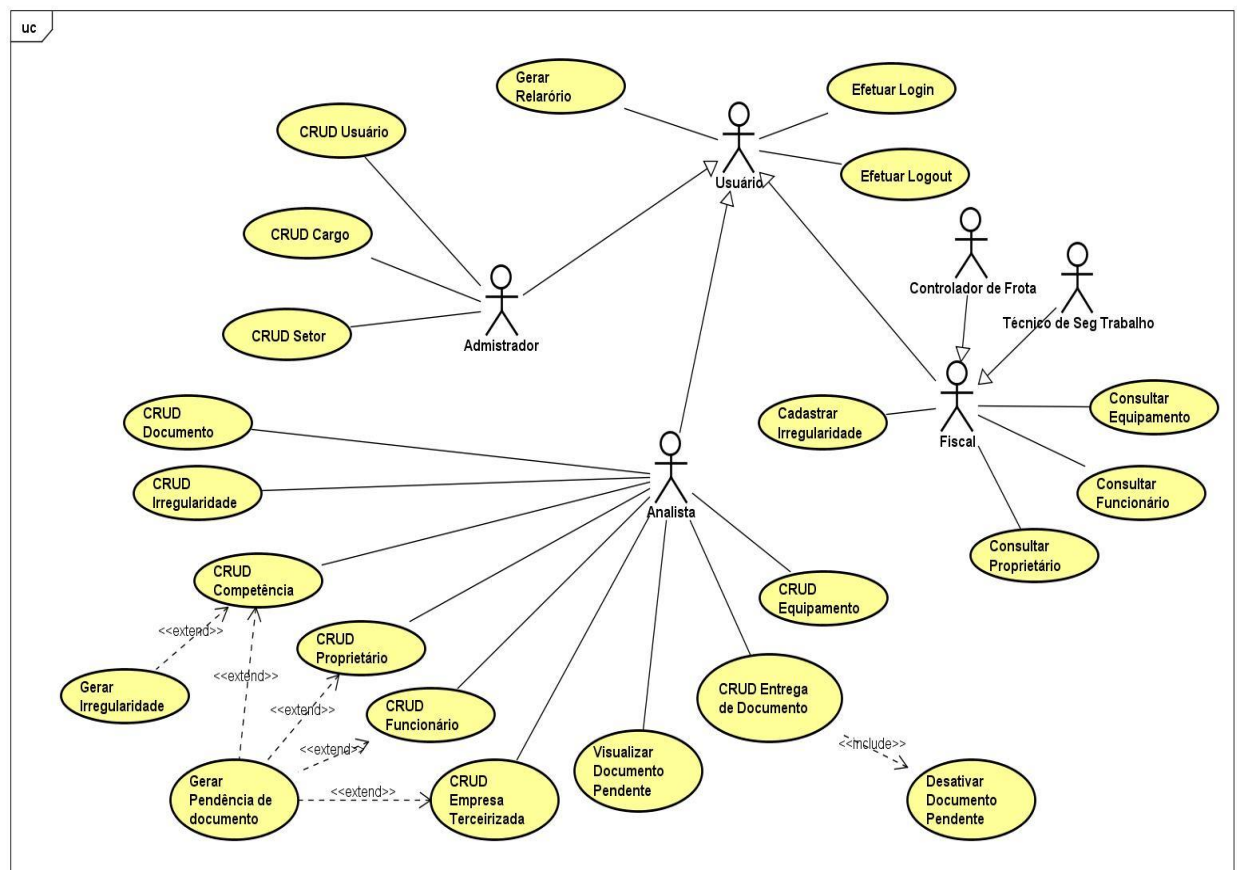 uc
Gerar
Relarório
Efetuar Login
CRUD Usuário
Usuário
Efetuar Logout
CRUD Cargo
Controlador de Frota
CRUD Setor
Admistrador
Técnico de Seg Trabalho
CRUD
Documento
Cadastrar
Irregularidade
Fiscal
Consultar
Equipamento
CRUD
Irregularidade
Analista
Consultar
Funcionário
Consultar
Proprietário
CRUD
Competência
CRUD
Equipamento
<<extend>>
CRUD
Proprietário
<<extend>>
Gerar
Irregularidade
<<extend>>
CRUD
Funcionário
CRUD Entrega
de Documento
<<extend>>
<<include>>
Visualizar
Documento
Pendente
Gerar
Pendência de
documento
<<extend>>
CRUD
Empresa
Terceirizada
Desativar
Documento
Pendente